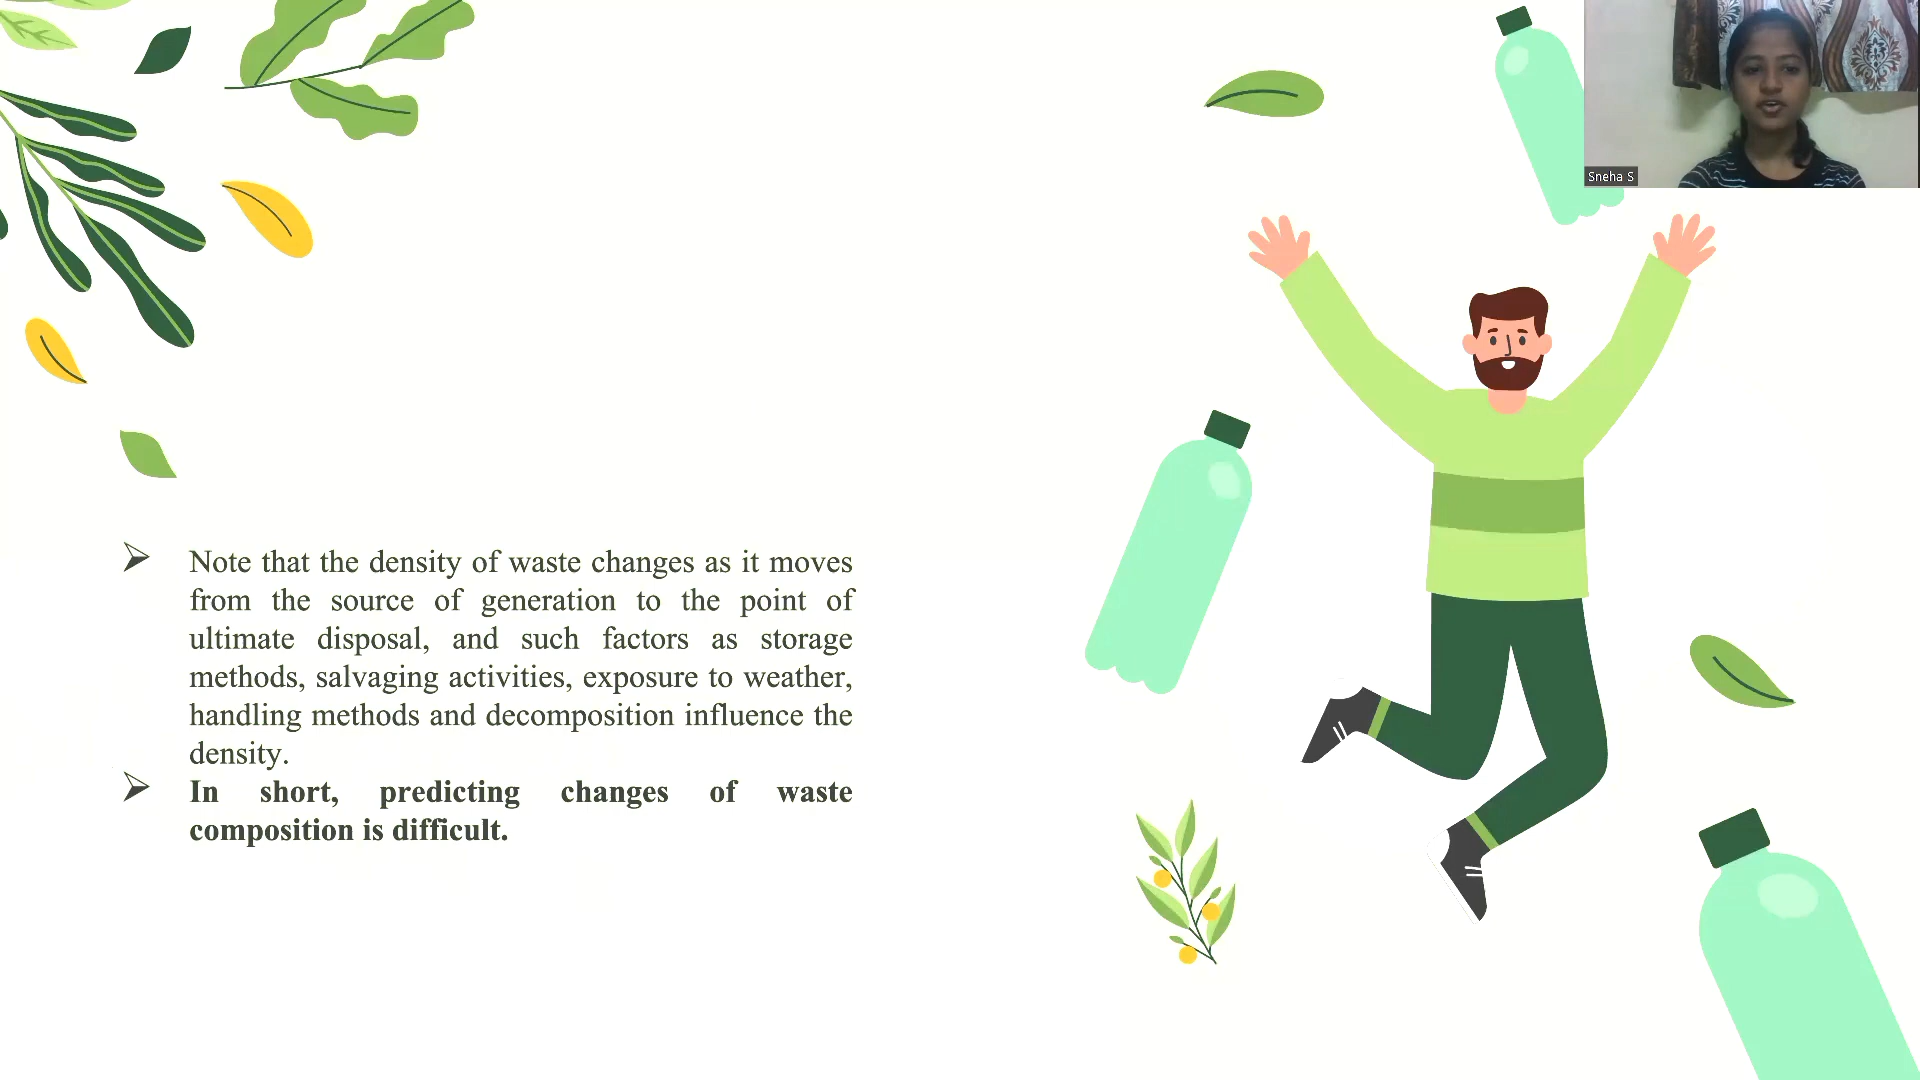 Sneha S
Note that the density of waste changes as it moves
from the source of generation to the point of
ultimate disposal, and such factors as storage
methods, salvaging activities, exposure to weather,
handling methods and decomposition influence the
density.
In short, predicting changes of waste
composition is difficult.